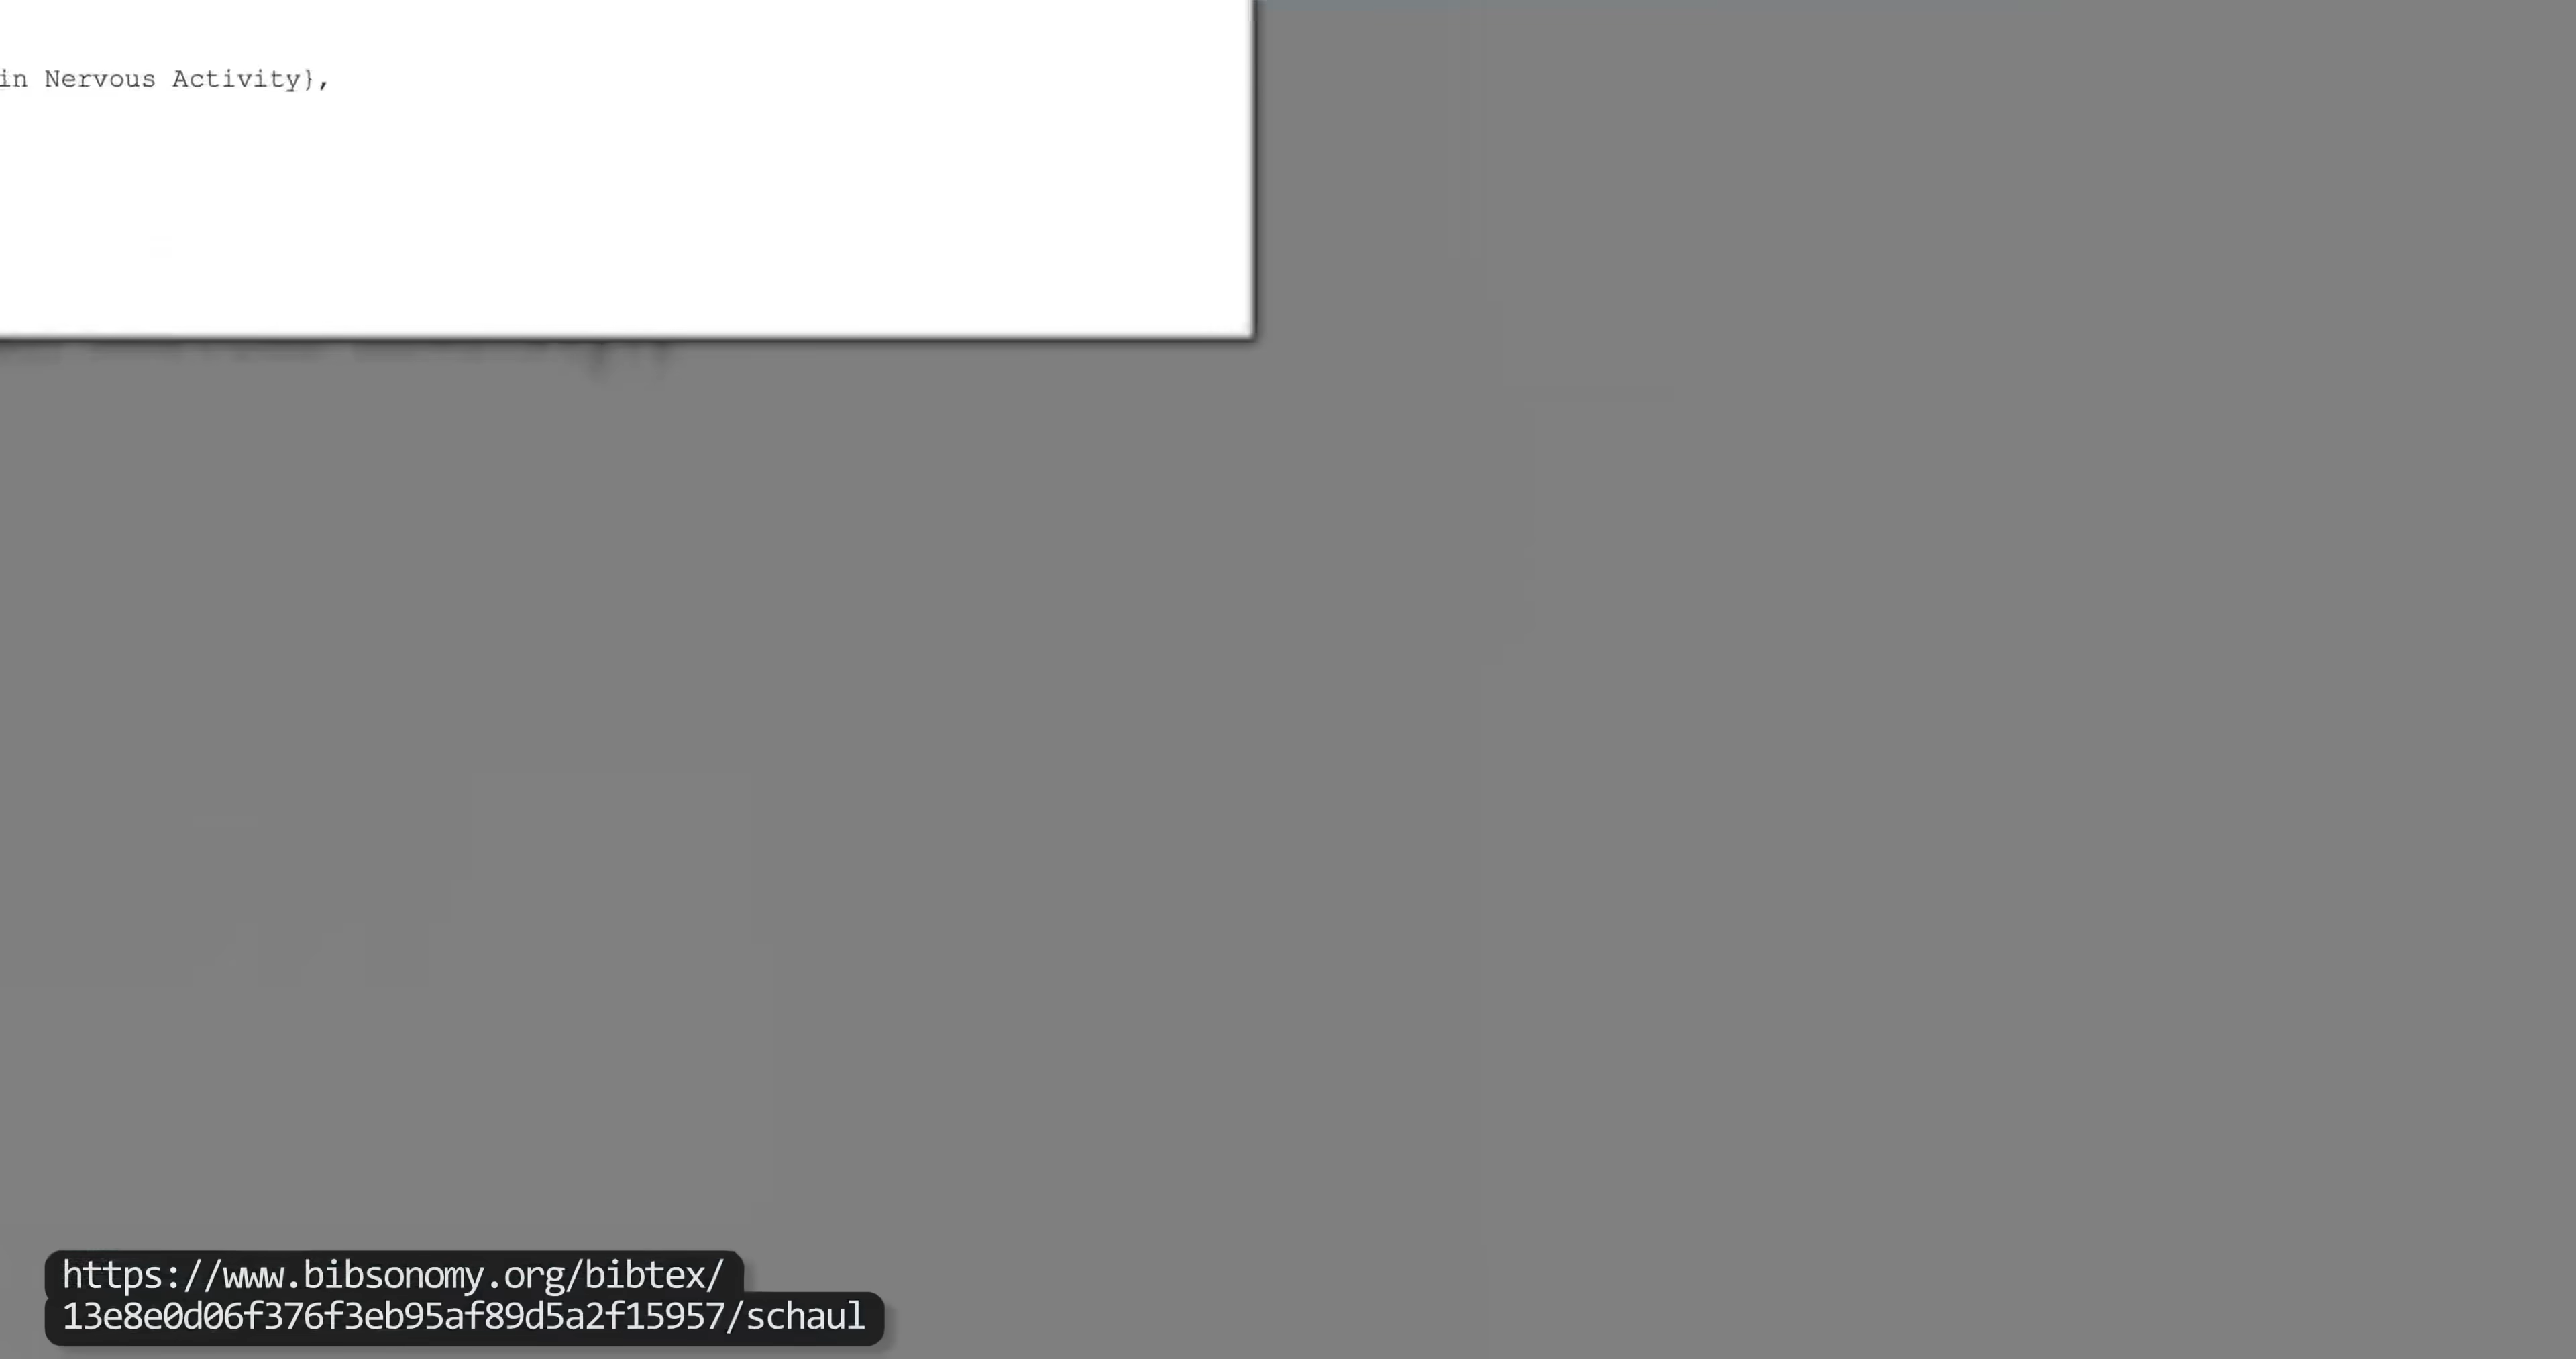 in Nervous Activity},
https://www.bibsonomy.org/bibtex/
13e8e0d06f376f3eb95af89d5a2f15957/schaul